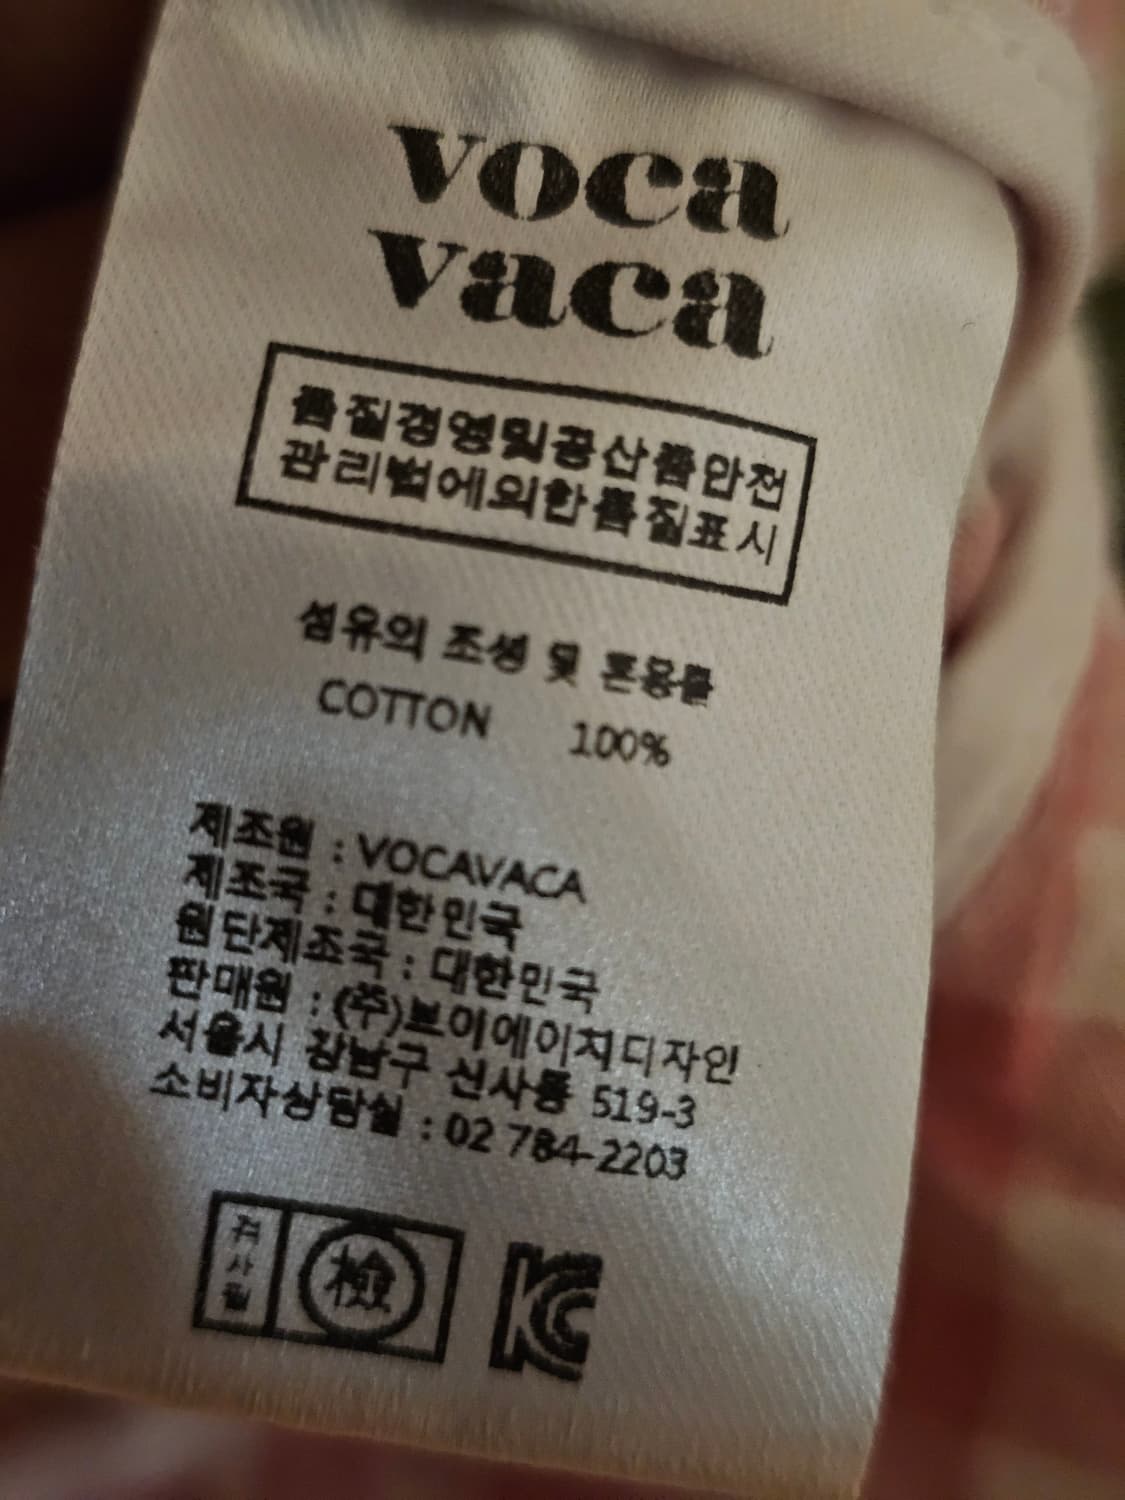 voca
vaca
품질경영및공산품안전
관리법에의한품질표시
섬유의 조성 및 혼용률
COTTON 100%
제조원 : VOCAVACA
제조국 : 대한민국
원단제조국 : 대한민국
판매원 : (주)브이에이치디자인
서울시 강남구 신사동 519-3
소비자상담실 : 02 784-2203
검사필 檢 KC